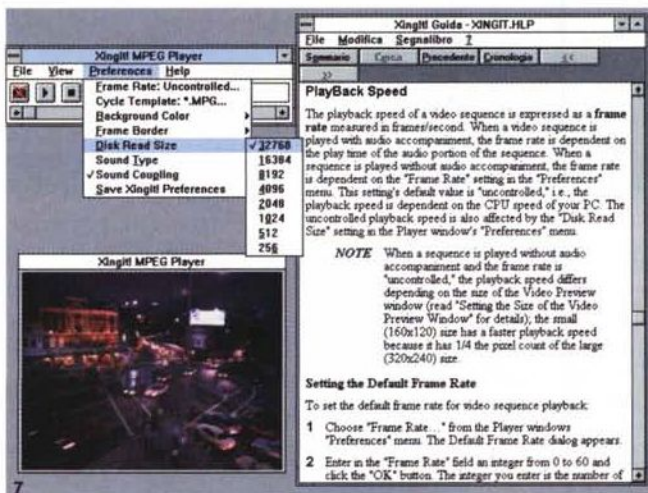 XingIt! MPEG Player
File View Preferences Help
Frame Rate: Uncontrolled...
Cycle Template: *.MPG...
Background Color
Frame Border
Disk Read Size
Sound Type
✓Sound Coupling
Save XingIt! Preferences
✓32768
16384
8192
4096
2048
1024
512
256
XingIt! MPEG Player
7
XingIt! Guida - XINGIT.HLP
File Modifica Segnalibro ?
Sommario Cerca Precedente Cronologia <<
>>
PlayBack Speed
The playback speed of a video sequence is expressed as a frame
rate measured in frames/second. When a video sequence is
played with audio accompaniment, the frame rate is dependent on
the play time of the audio portion of the sequence. When a
sequence is played without audio accompaniment, the frame rate
is dependent on the "Frame Rate" setting in the "Preferences"
menu. This setting's default value is "uncontrolled," i.e., the
playback speed is dependent on the CPU speed of your PC. The
uncontrolled playback speed is also affected by the "Disk Read
Size" setting in the Player window's "Preferences" menu.
NOTE When a sequence is played without audio
accompaniment and the frame rate is
"uncontrolled," the playback speed differs
depending on the size of the Video Preview
window (read "Setting the Size of the Video
Preview Window" for details); the small
(160x120) size has a faster playback speed
because it has 1/4 the pixel count of the large
(320x240) size.
Setting the Default Frame Rate
To set the default frame rate for video sequence playback:
1 Choose "Frame Rate..." from the Player windows
"Preferences" menu. The Default Frame Rate dialog appears.
2 Enter in the "Frame Rate" field an integer from 0 to 60 and
click the "OK" button. The integer you enter is the number of